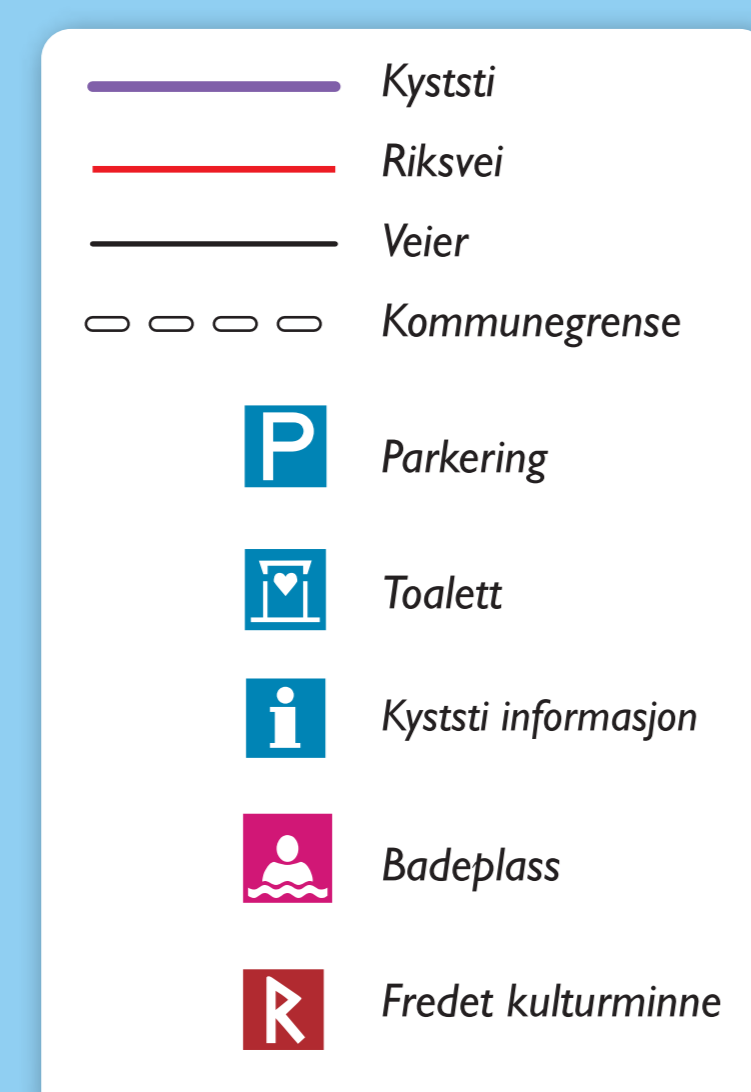 Kyststi
Riksvei
Veier
Kommunegrense
P Parkering
Toalett
i Kyststi informasjon
Badeplass
R Fredet kulturminne